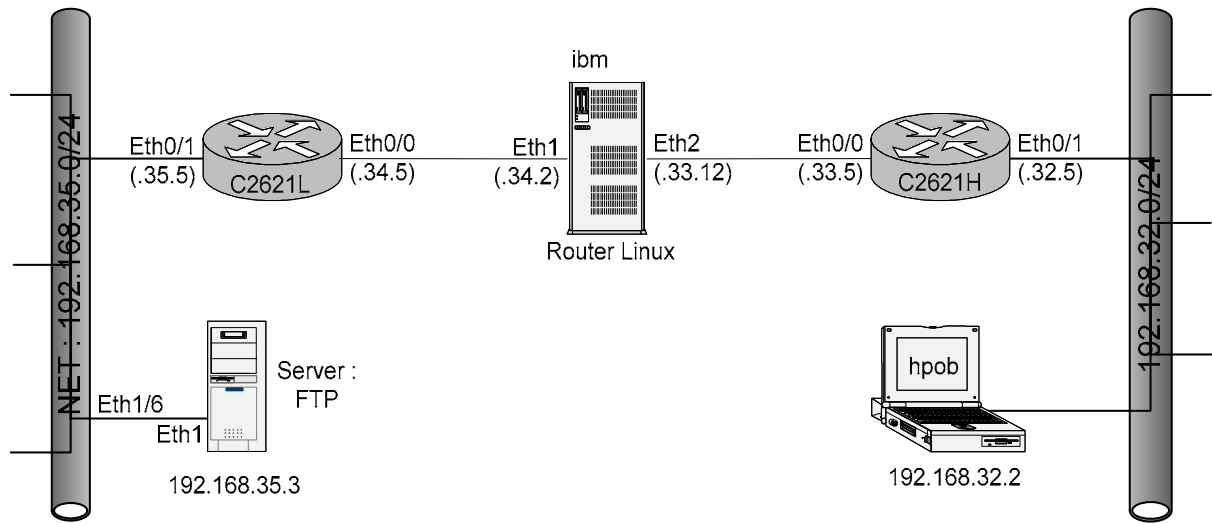 ibm
NET : 192.168.35.0/24
Eth0/1
(.35.5)
C2621L
Eth0/0
(.34.5)
Eth1
(.34.2)
Eth2
(.33.12)
Router Linux
Eth0/0
(.33.5)
C2621H
Eth0/1
(.32.5)
192.168.32.0/24
Eth1/6
Eth1
Server :
FTP
192.168.35.3
hpob
192.168.32.2